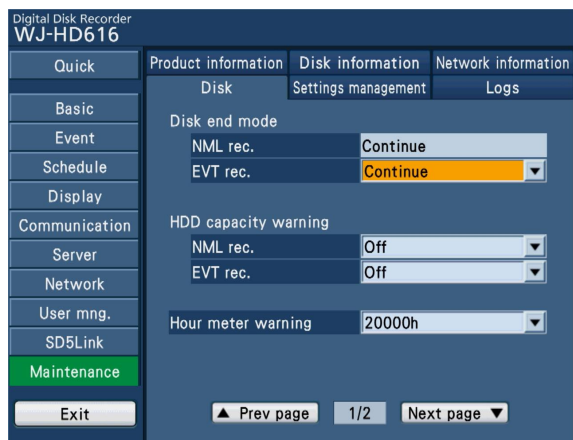 Digital Disk Recorder
WJ-HD616
Quick
Basic
Event
Schedule
Display
Communication
Server
Network
User mng.
SD5Link
Maintenance
Exit
Product information Disk information Network information
Disk Settings management Logs
Disk end mode
NML rec. Continue
EVT rec. Continue
HDD capacity warning
NML rec. Off
EVT rec. Off
Hour meter warning 20000h
▲ Prev page 1/2 Next page ▼